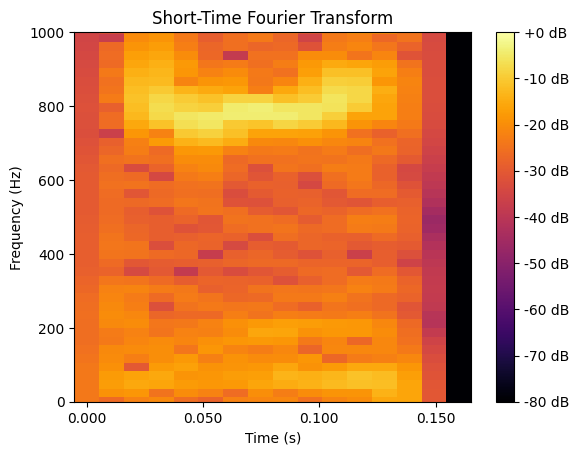 Short-Time Fourier Transform
1000
800
600
400
200
0
Frequency (Hz)
0.000
0.050
0.100
0.150
Time (s)
+0 dB
-10 dB
-20 dB
-30 dB
-40 dB
-50 dB
-60 dB
-70 dB
-80 dB